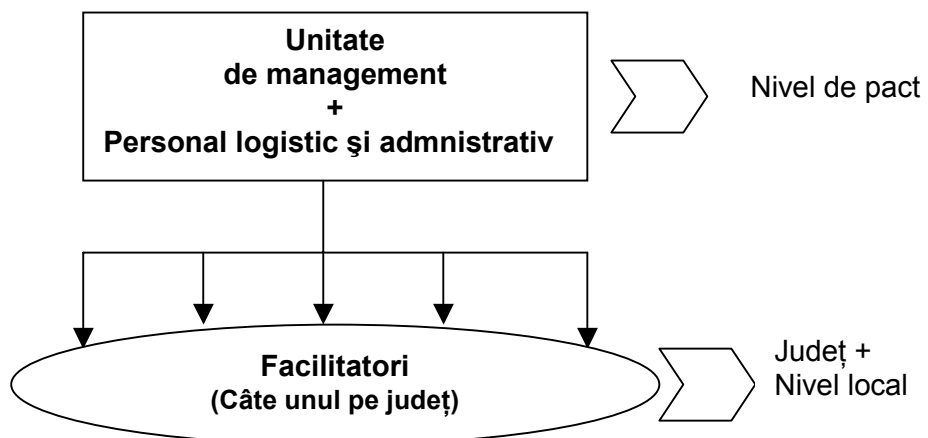 Unitate
de management
+
Personal logistic şi admnistrativ
Nivel de pact
Facilitatori
(Câte unul pe județ)
Județ +
Nivel local